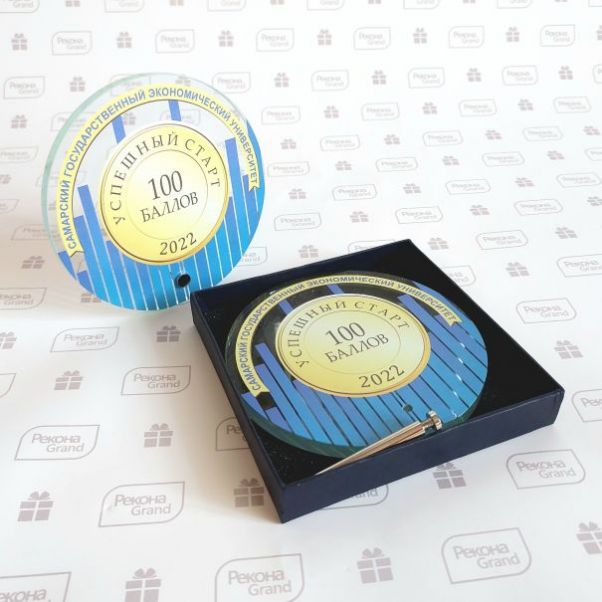 САМАРСКИЙ ГОСУДАРСТВЕННЫЙ ЭКОНОМИЧЕСКИЙ УНИВЕРСИТЕТ
УСПЕШНЫЙ СТАРТ
100
БАЛЛОВ
2022
САМАРСКИЙ ГОСУДАРСТВЕННЫЙ ЭКОНОМИЧЕСКИЙ УНИВЕРСИТЕТ
УСПЕШНЫЙ СТАРТ
100
БАЛЛОВ
2022
Рекона
Grand